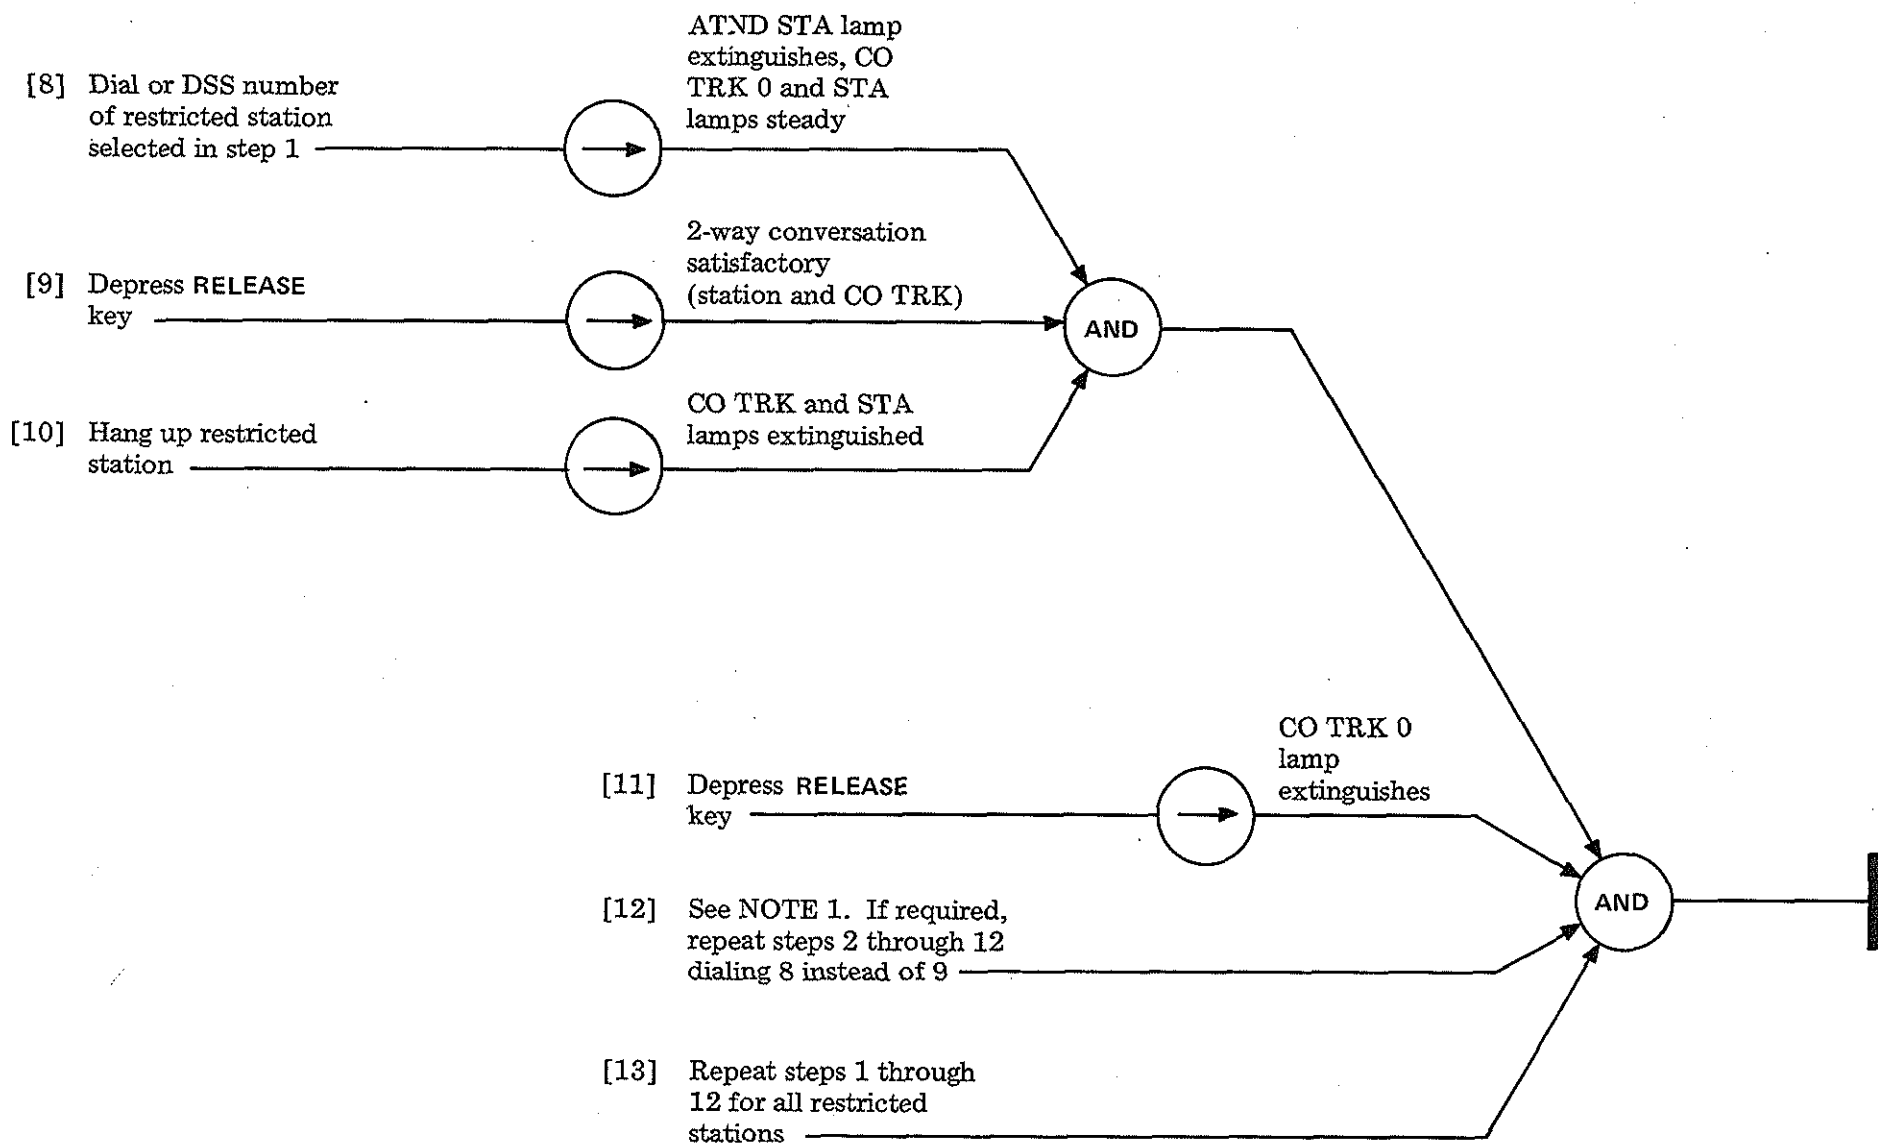 ATND STA lamp
extinguishes, CO
TRK 0 and STA
lamps steady
[8] Dial or DSS number
of restricted station
selected in step 1
2-way conversation
satisfactory
(station and CO TRK)
[9] Depress RELEASE
key
AND
CO TRK and STA
lamps extinguished
[10] Hang up restricted
station
CO TRK 0
lamp
extinguishes
[11] Depress RELEASE
key
AND
[12] See NOTE 1. If required,
repeat steps 2 through 12
dialing 8 instead of 9
[13] Repeat steps 1 through
12 for all restricted
stations